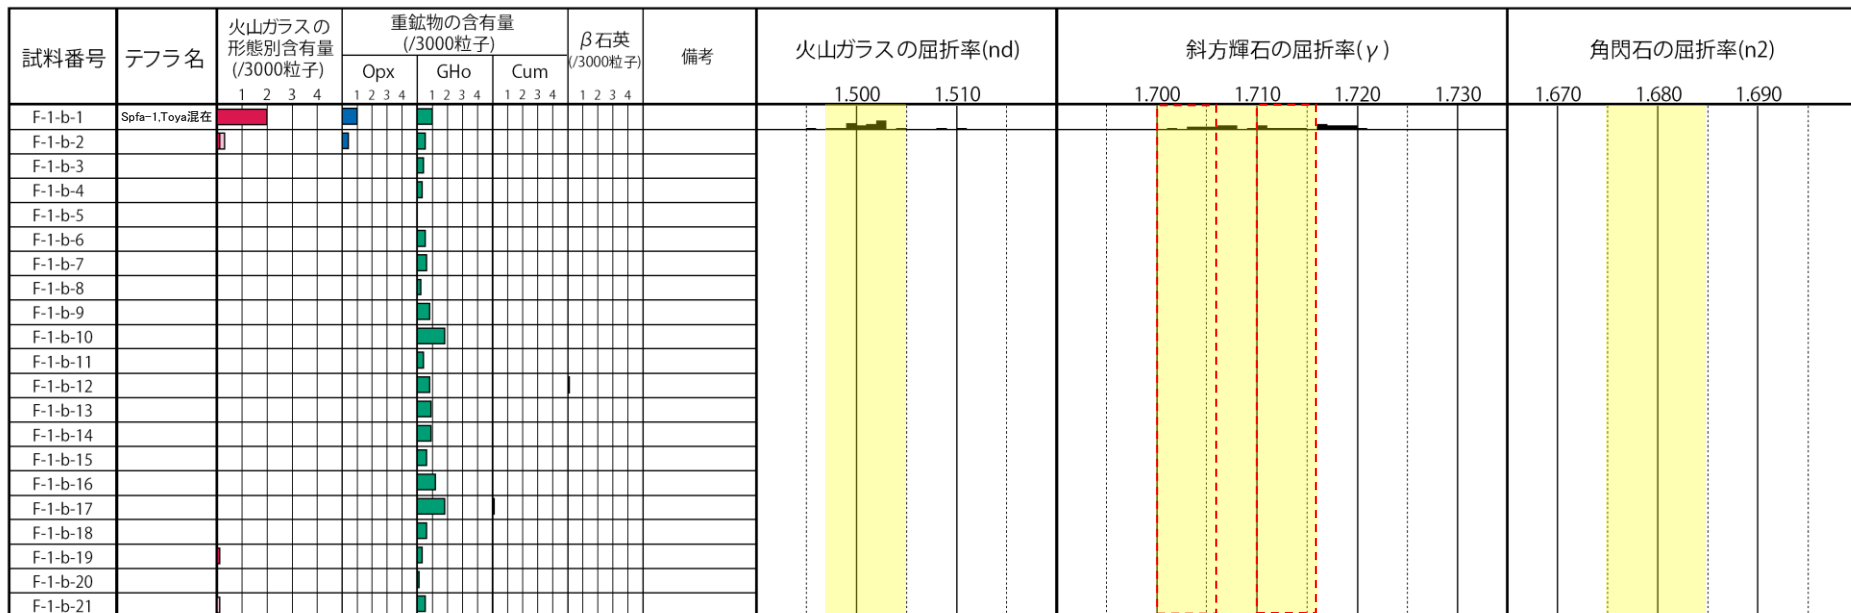 試料番号 テフラ名 火山ガラスの形態別含有量(/3000粒子) 重鉱物の含有量(/3000粒子) β石英(/3000粒子) 備考 火山ガラスの屈折率(nd) 斜方輝石の屈折率(γ) 角閃石の屈折率(n2)
Opx GHo Cum
1 2 3 4 1 2 3 4 1 2 3 4 1 2 3 4 1 2 3 4 1.500 1.510 1.700 1.710 1.720 1.730 1.670 1.680 1.690
F-1-b-1 Spfa-1,Toya混在
F-1-b-2
F-1-b-3
F-1-b-4
F-1-b-5
F-1-b-6
F-1-b-7
F-1-b-8
F-1-b-9
F-1-b-10
F-1-b-11
F-1-b-12
F-1-b-13
F-1-b-14
F-1-b-15
F-1-b-16
F-1-b-17
F-1-b-18
F-1-b-19
F-1-b-20
F-1-b-21